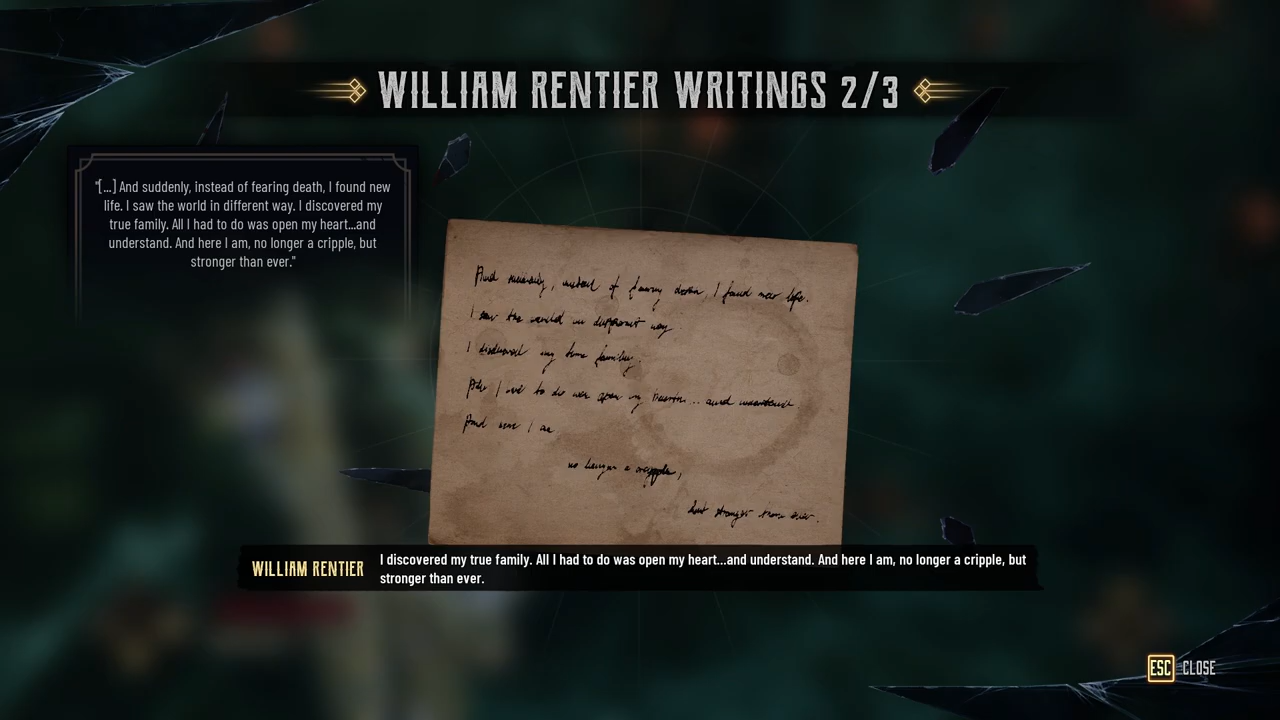 WILLIAM RENTIER WRITINGS 2/3
"[...] And suddenly, instead of fearing death, I found new
life. I saw the world in different way. I discovered my
true family. All I had to do was open my heart...and
understand. And here I am, no longer a cripple, but
stronger than ever."
And suddenly, instead of fearing death, I found new life.
I saw the world in different way
I discovered my true family.
All I had to do was open my heart... and understand
And here I am
no longer a cripple,
but stronger than ever.
WILLIAM RENTIER
I discovered my true family. All I had to do was open my heart...and understand. And here I am, no longer a cripple, but
stronger than ever.
ESC CLOSE